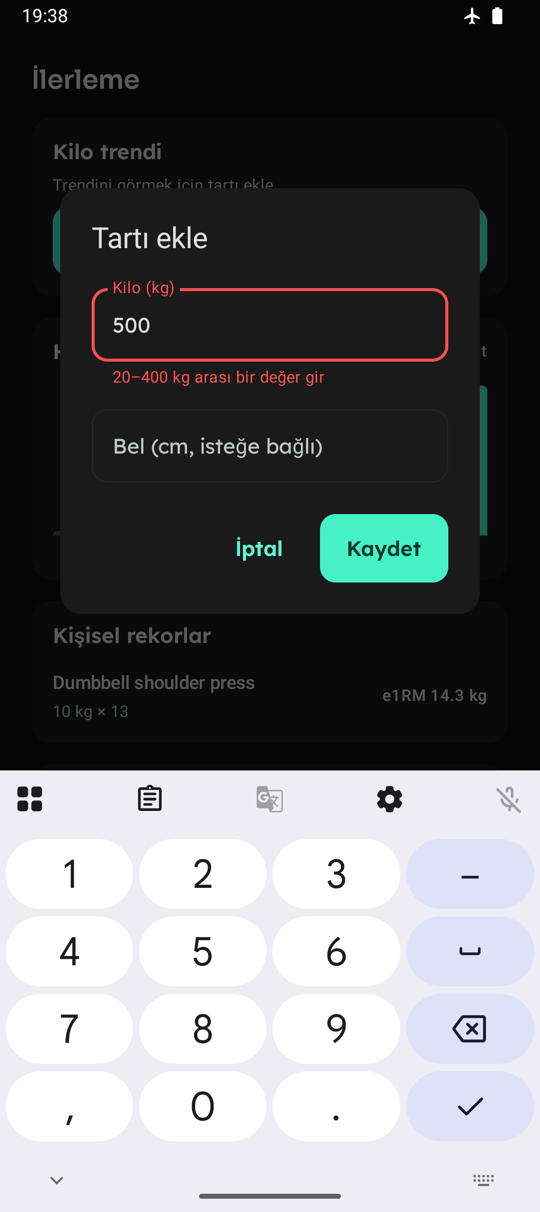 19:38
İlerleme
Kilo trendi
Trendini görmek için tartı ekle
Tartı ekle
Kilo (kg)
500
20–400 kg arası bir değer gir
Bel (cm, isteğe bağlı)
İptal
Kaydet
Kişisel rekorlar
Dumbbell shoulder press
10 kg × 13
e1RM 14.3 kg
1 2 3 –
4 5 6
7 8 9
, 0 .